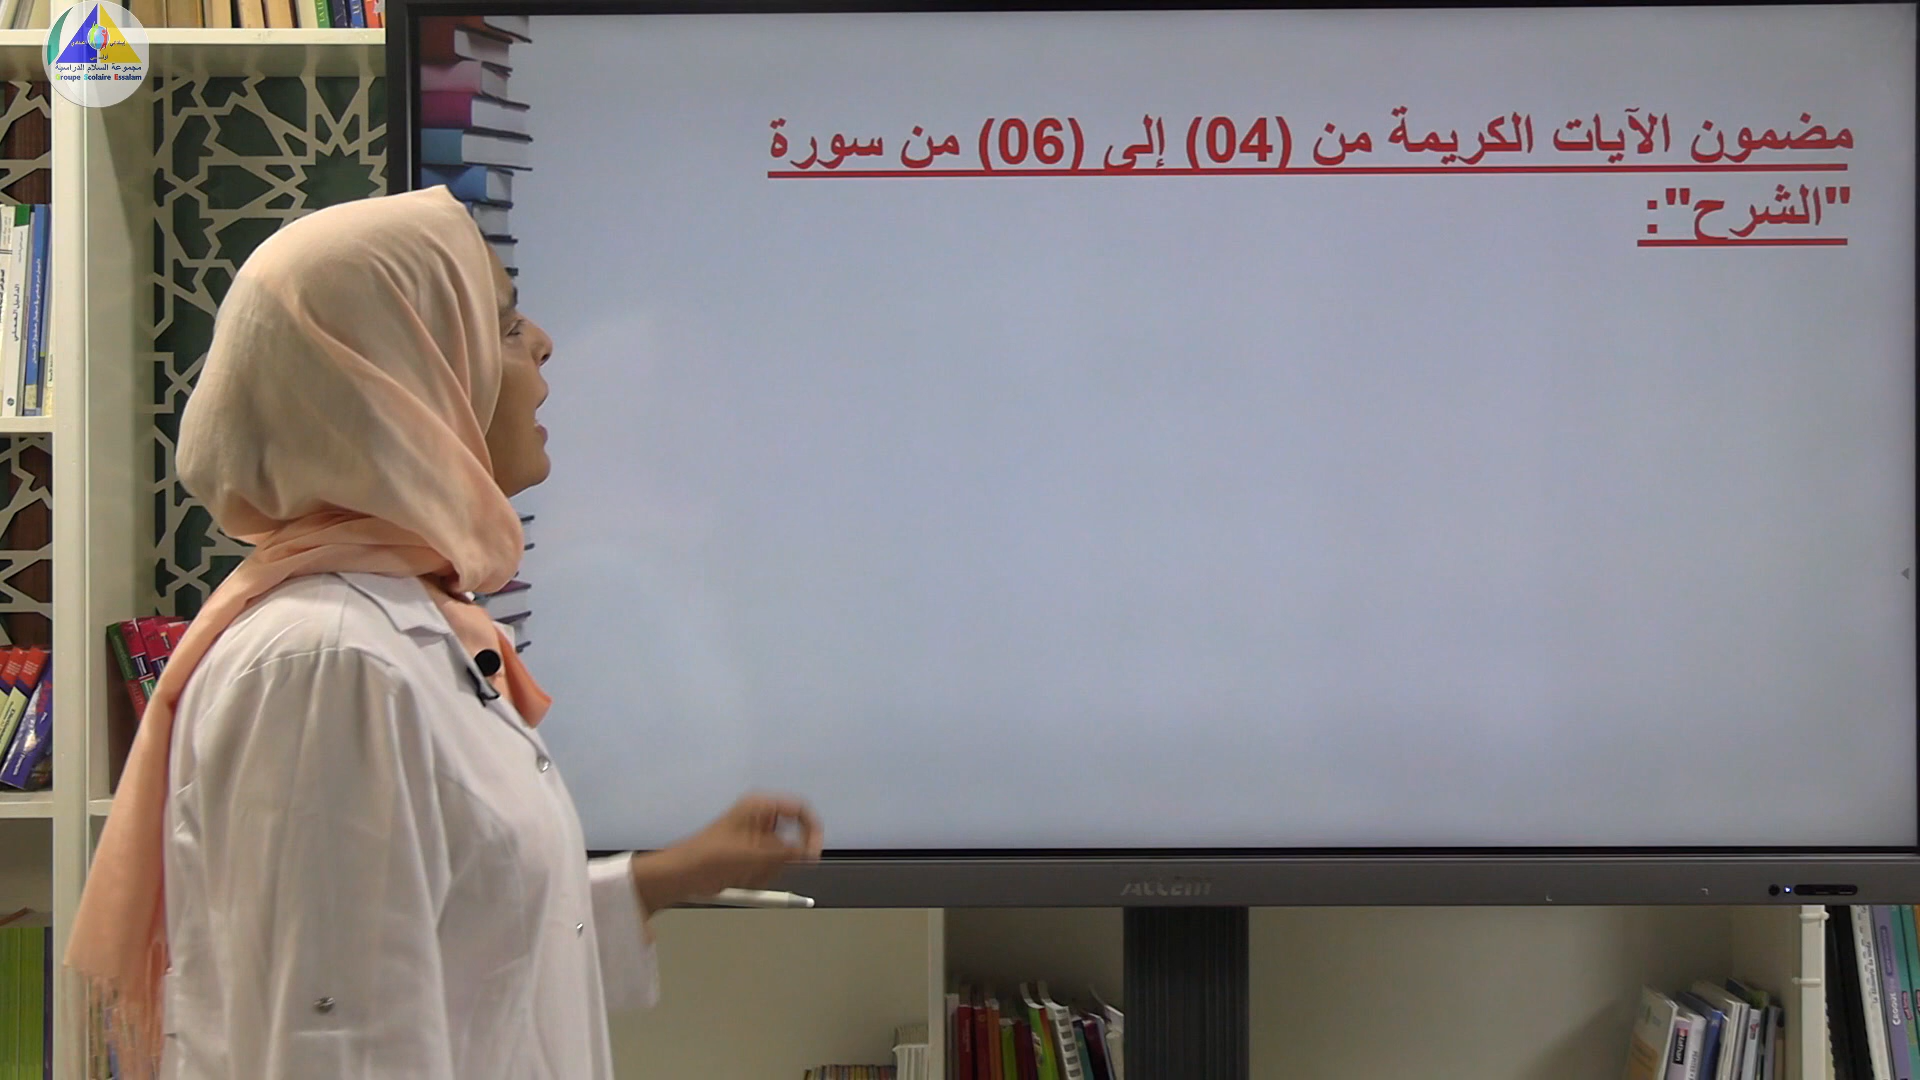 مجموعة السلام الدراسية
Groupe Scolaire Essalam
مضمون الآيات الكريمة من (04) إلى (06) من سورة
"الشرح":